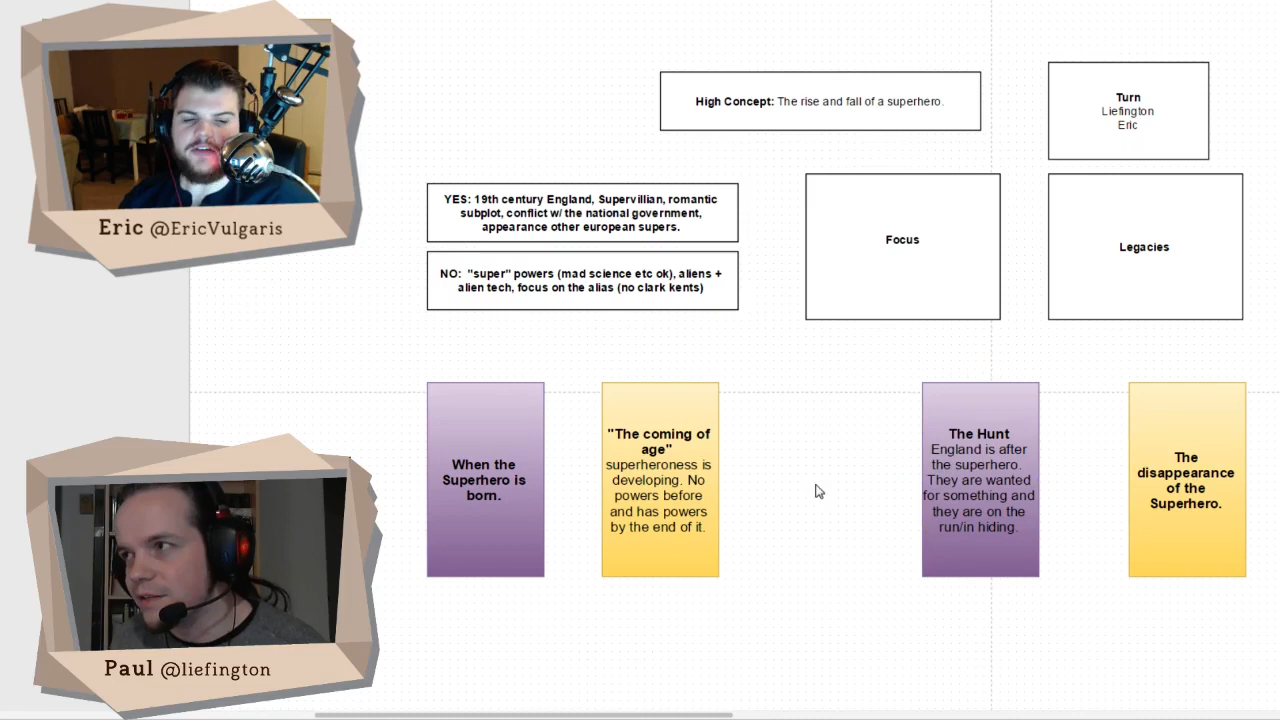 Eric @EricVulgaris
High Concept: The rise and fall of a superhero.
Turn
Liefington
Eric
YES: 19th century England, Supervillian, romantic
subplot, conflict w/ the national government,
appearance other european supers.
NO:  "super" powers (mad science etc ok), aliens +
alien tech, focus on the alias (no clark kents)
Focus
Legacies
When the
Superhero is
born.
"The coming of
age"
superheroness is
developing. No
powers before
and has powers
by the end of it.
The Hunt
England is after
the superhero.
They are wanted
for something and
they are on the
run/in hiding.
The
disappearance
of the
Superhero.
Paul @liefington